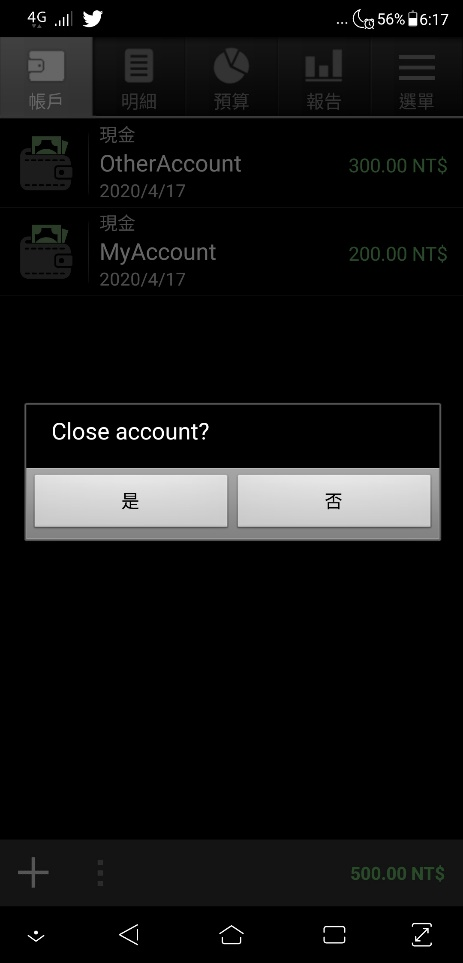 4G ... 56% 6:17
帳戶 明細 預算 報告 選單
現金
OtherAccount 300.00 NT$
2020/4/17
現金
MyAccount 200.00 NT$
2020/4/17
Close account?
是 否
500.00 NT$